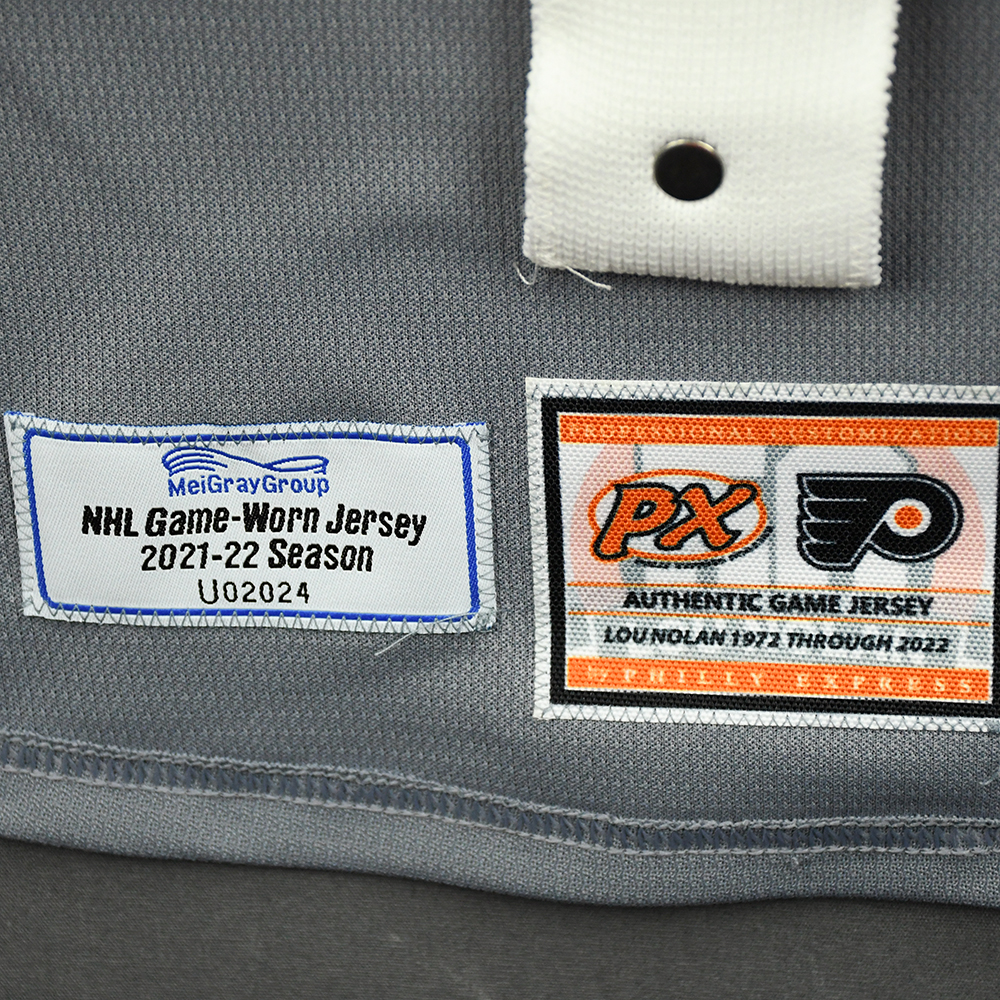 MeiGrayGroup
NHL Game-Worn Jersey
2021-22 Season
U02024
PX
AUTHENTIC GAME JERSEY
LOU NOLAN 1972 THROUGH 2022
by PHILLY EXPRESS